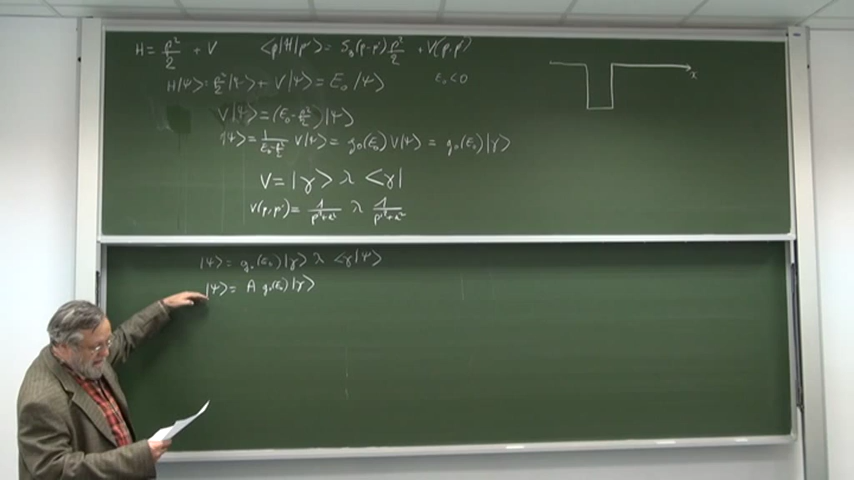 H = p²/2 + V
<p|H|p'> = δ₀(p-p') p²/2 + V(p,p')
H|Ψ> = p²/2 |Ψ> + V|Ψ> = E₀ |Ψ>
E₀ < 0
V|Ψ> = (E₀ - p²/2) |Ψ>
|Ψ> = 1/(E₀ - p²/2) V|Ψ> = g₀(E₀) V|Ψ> = g₀(E₀) |γ>
V = |γ> λ <γ|
V(p,p') = 1/(p²+α²) λ 1/(p'²+α²)
x
|Ψ> = g₀(E₀) |γ> λ <γ|Ψ>
|Ψ> = A g₀(E₀) |γ>